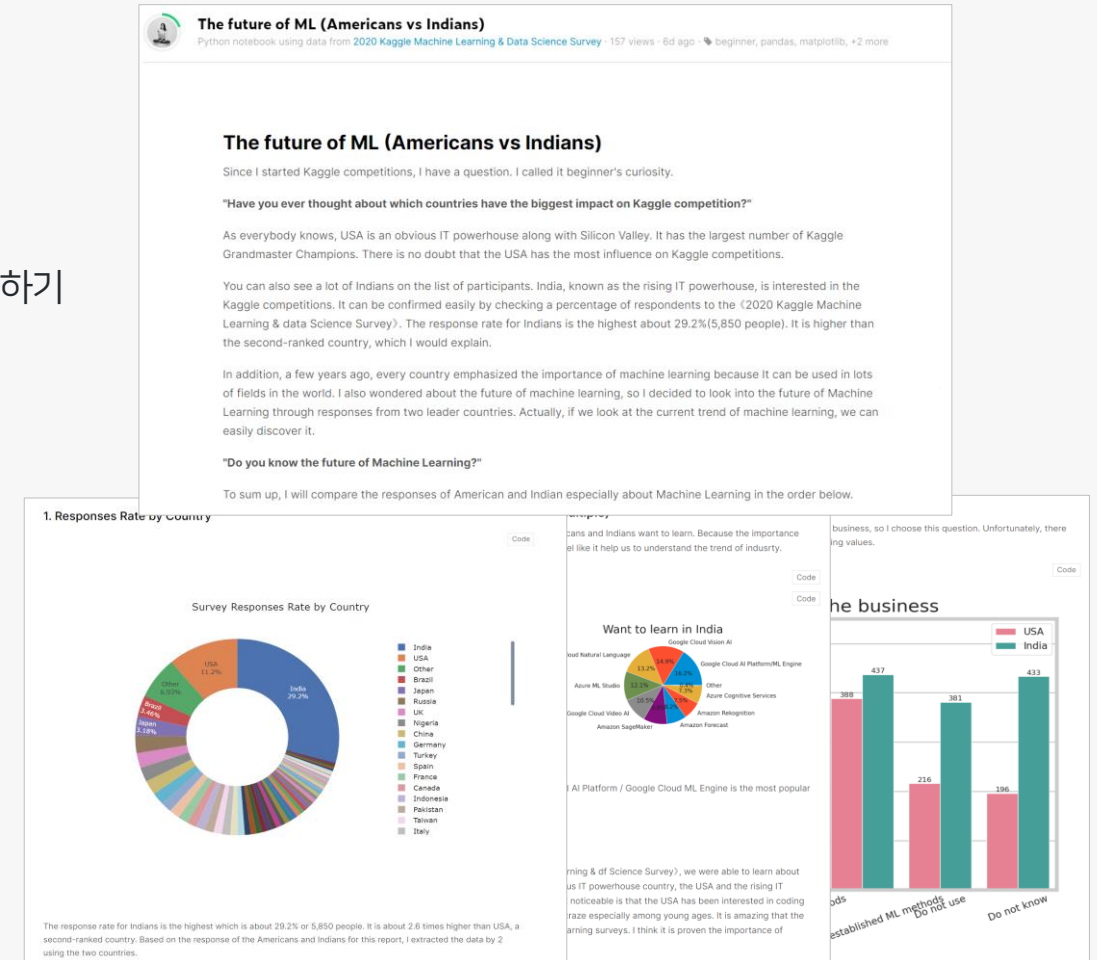 The future of ML (Americans vs Indians)
Python notebook using data from 2020 Kaggle Machine Learning & Data Science Survey · 157 views · 6d ago · beginner, pandas, matplotlib, +2 more
The future of ML (Americans vs Indians)
Since I started Kaggle competitions, I have a question. I called it beginner's curiosity.
"Have you ever thought about which countries have the biggest impact on Kaggle competition?"
As everybody knows, USA is an obvious IT powerhouse along with Silicon Valley. It has the largest number of Kaggle
Grandmaster Champions. There is no doubt that the USA has the most influence on Kaggle competitions.
하기
You can also see a lot of Indians on the list of participants. India, known as the rising IT powerhouse, is interested in the
Kaggle competitions. It can be confirmed easily by checking a percentage of respondents to the《2020 Kaggle Machine
Learning & data Science Survey》. The response rate for Indians is the highest about 29.2%(5,850 people). It is higher than
the second-ranked country, which I would explain.
In addition, a few years ago, every country emphasized the importance of machine learning because It can be used in lots
of fields in the world. I also wondered about the future of machine learning, so I decided to look into the future of Machine
Learning through responses from two leader countries. Actually, if we look at the current trend of machine learning, we can
easily discover it.
"Do you know the future of Machine Learning?"
To sum up, I will compare the responses of American and Indian especially about Machine Learning in the order below.
1. Responses Rate by Country
Code
Survey Responses Rate by Country
India
29.2%
USA
11.2%
Other
6.03%
Brazil
3.46%
Japan
3.18%
India
USA
Other
Brazil
Japan
Russia
UK
Nigeria
China
Germany
Turkey
Spain
France
Canada
Indonesia
Pakistan
Taiwan
Italy
The response rate for Indians is the highest which is about 29.2% or 5,850 people. It is about 2.6 times higher than USA, a
second-ranked country. Based on the response of the Americans and Indians for this report, I extracted the data by 2
using the two countries.
cans and Indians want to learn. Because the importance
el like it help us to understand the trend of indusrty.
Code
Code
Want to learn in India
Google Cloud Vision AI
oud Natural Language
Google Cloud AI Platform/ML Engine
Azure ML Studio
Other
Azure Cognitive Services
Google Cloud Video AI
Amazon Rekognition
Amazon SageMaker
Amazon Forecast
13.2%
12.1%
10.5%
7.3%
7.5%
l AI Platform / Google Cloud ML Engine is the most popular
rning & df Science Survey》, we were able to learn about
us IT powerhouse country, the USA and the rising IT
noticeable is that the USA has been interested in coding
raze especially among young ages. It is amazing that the
arning surveys. I think it is proven the importance of
business, so I choose this question. Unfortunately, there
ing values.
Code
he business
USA
India
388
437
216
381
196
433
ods
established ML methods
Do not use
Do not know